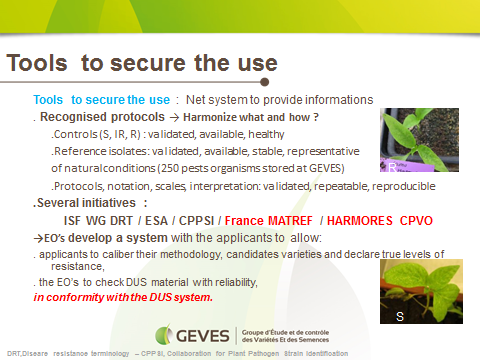 Tools to secure the use
Tools to secure the use : Net system to provide informations
. Recognised protocols → Harmonize what and how ?
.Controls (S, IR, R) : validated, available, healthy
.Reference isolates: validated, available, stable, representative
of natural conditions (250 pests organisms stored at GEVES)
.Protocols, notation, scales, interpretation: validated, repeatable, reproducible
R
.Several initiatives :
ISF WG DRT / ESA / CPPSI / France MATREF / HARMORES CPVO
→EO's develop a system with the applicants to allow:
. applicants to caliber their methodology, candidates varieties and declare true levels of
resistance,
. the EO's to check DUS material with reliability,
in conformity with the DUS system.
S
GEVES
Groupe d'Étude et de contrôle
des Variétés Et des Semences
DRT,Disease resistance terminology – CPPSI, Collaboration for Plant Pathogen Strain Identification